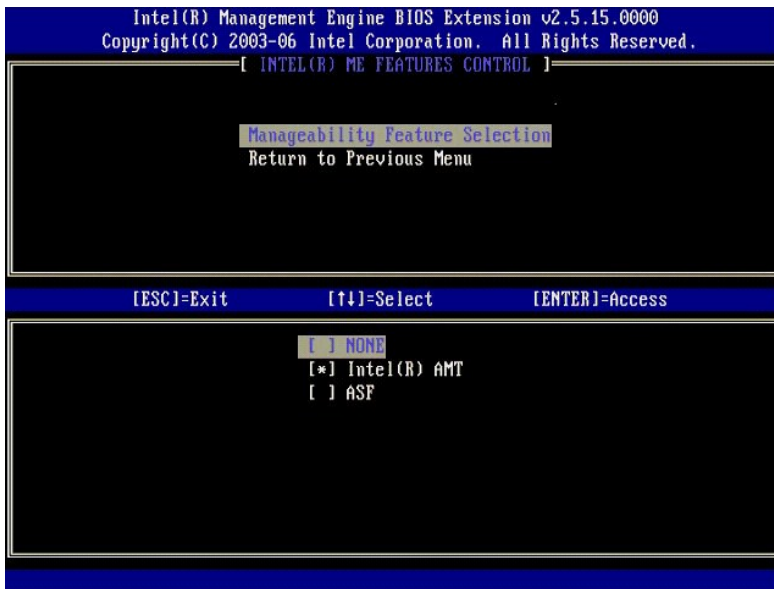 Intel(R) Management Engine BIOS Extension v2.5.15.0000
Copyright(C) 2003-06 Intel Corporation. All Rights Reserved.
[ INTEL(R) ME FEATURES CONTROL ]
Manageability Feature Selection
Return to Previous Menu
[ESC]=Exit [↑↓]=Select [ENTER]=Access
[ ] NONE
[*] Intel(R) AMT
[ ] ASF